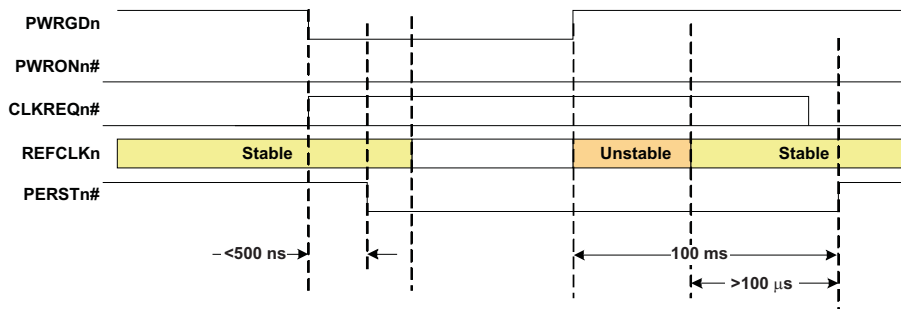 PWRGDn
PWRONn#
CLKREQn#
REFCLKn Stable Unstable Stable
PERSTn#
<500 ns 100 ms
>100 μs